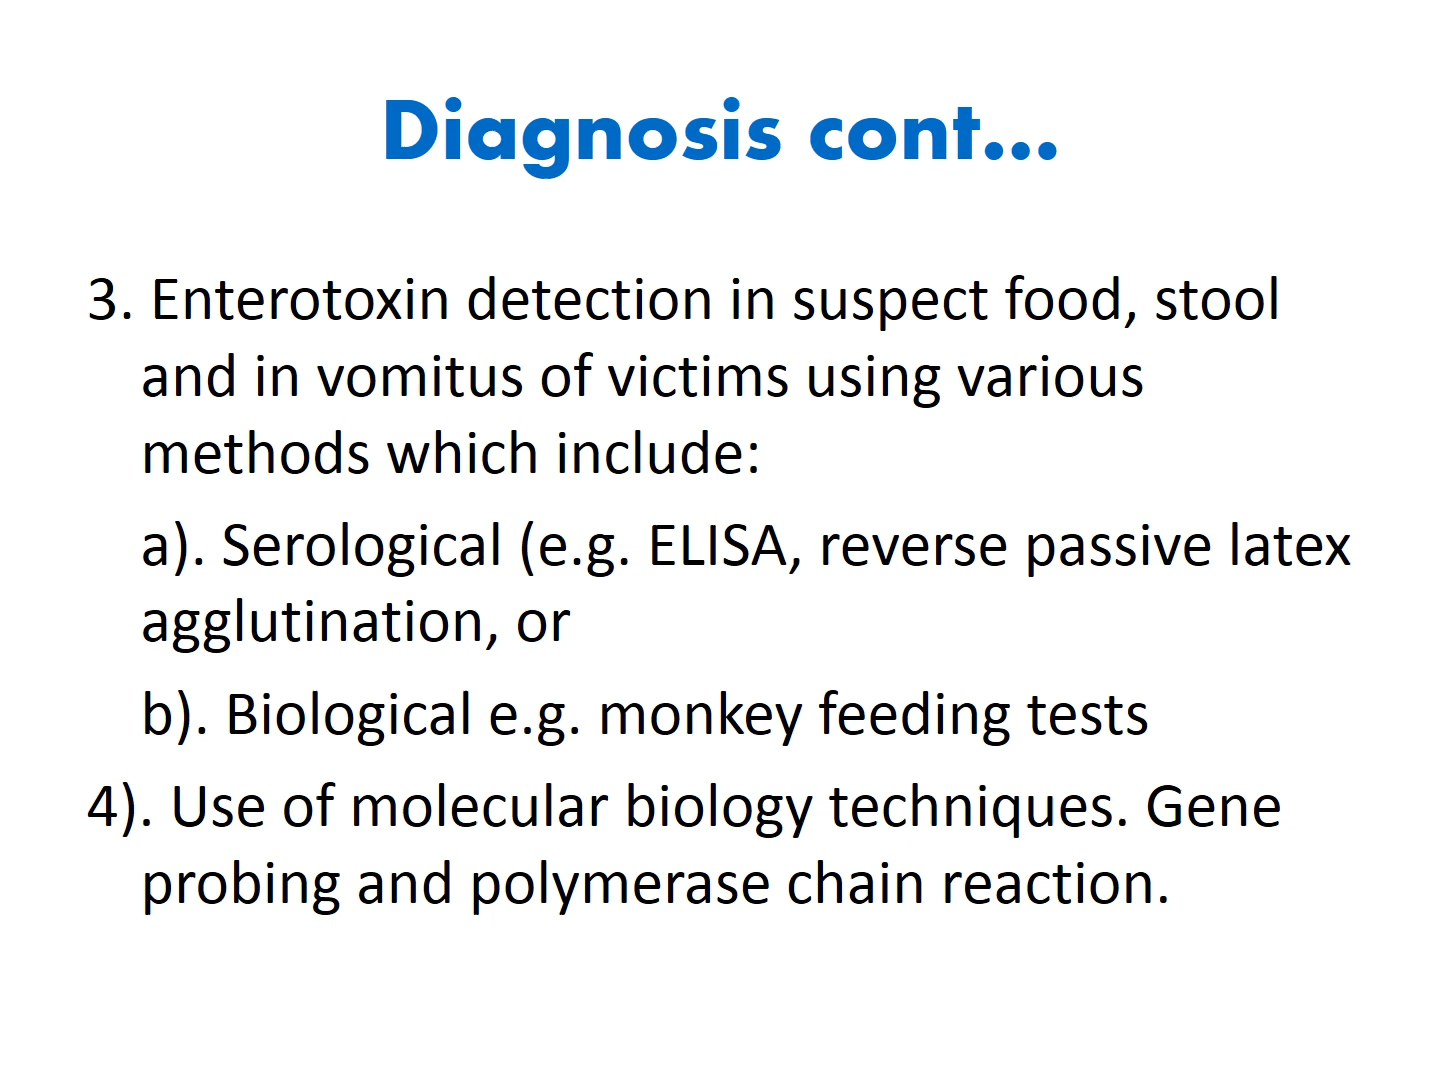 Diagnosis cont...
3. Enterotoxin detection in suspect food, stool
and in vomitus of victims using various
methods which include:
a). Serological (e.g. ELISA, reverse passive latex
agglutination, or
b). Biological e.g. monkey feeding tests
4). Use of molecular biology techniques. Gene
probing and polymerase chain reaction.